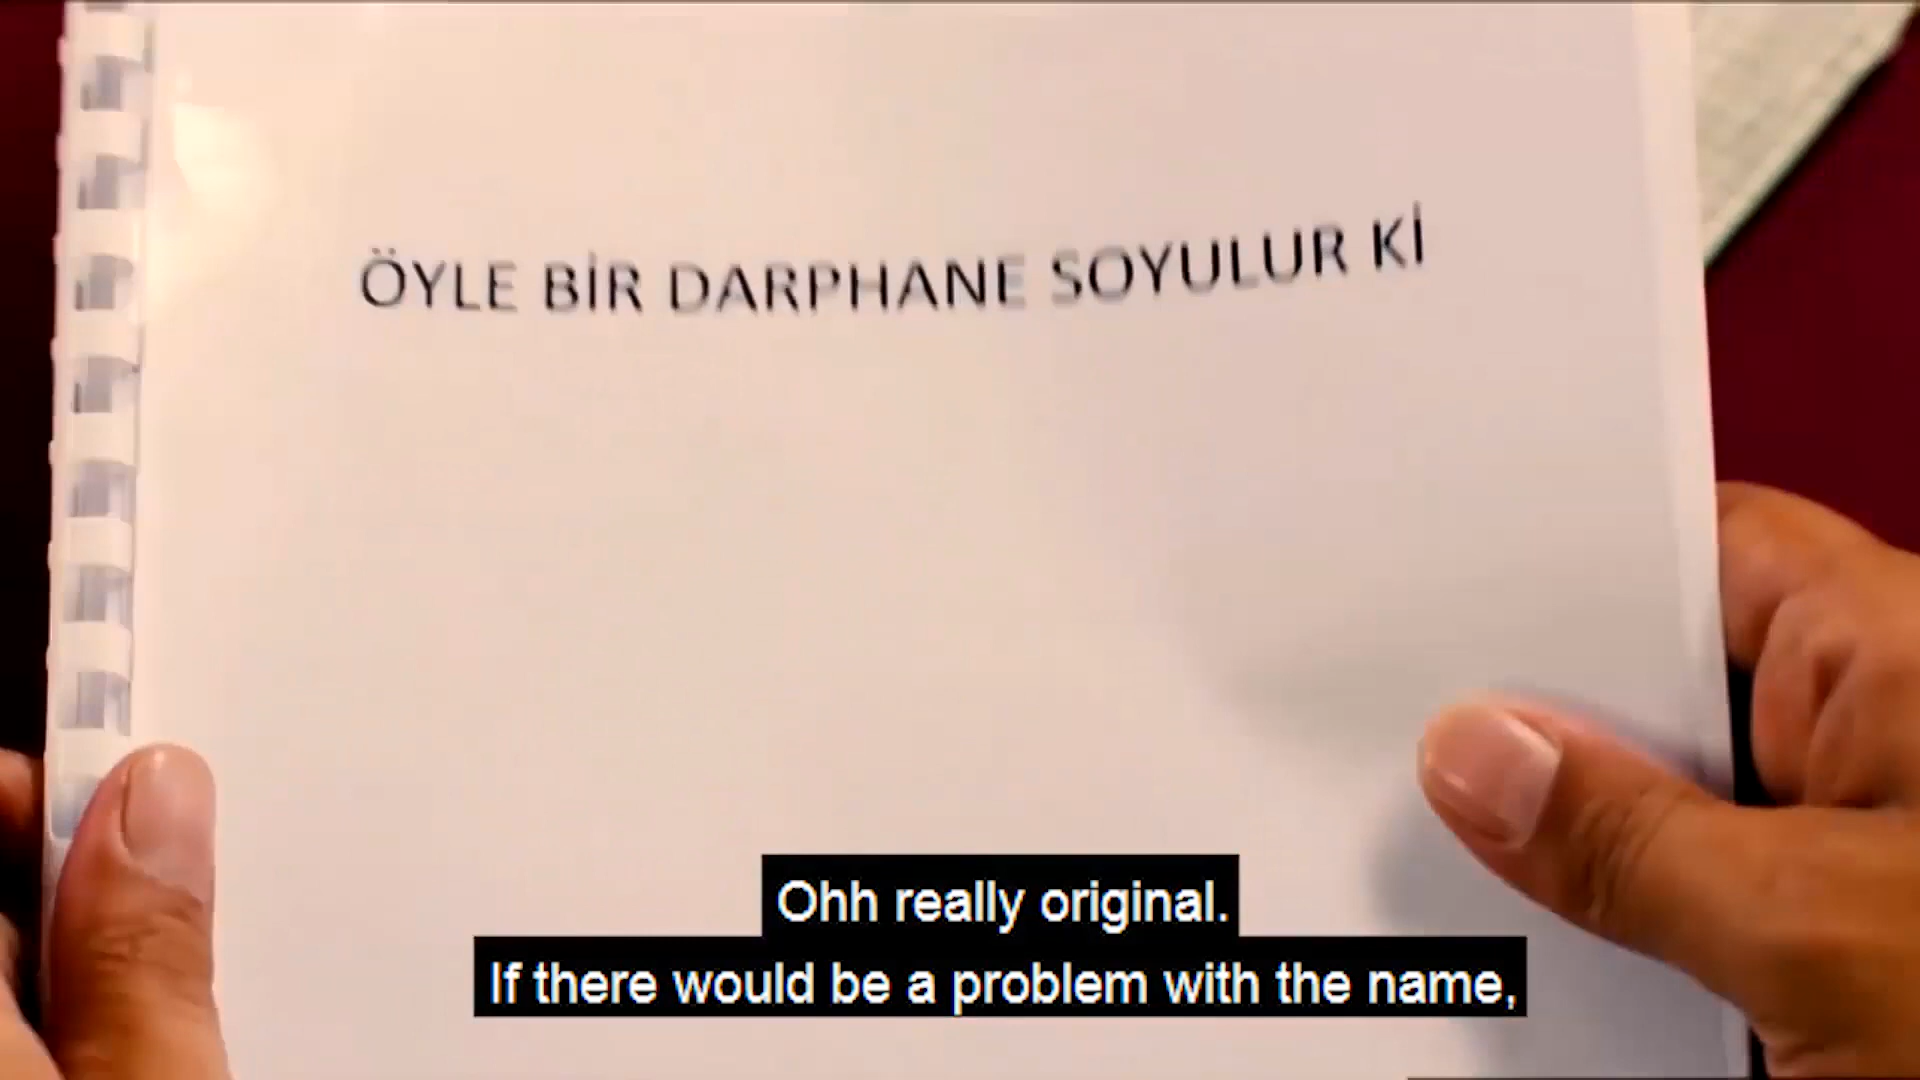 ÖYLE BİR DARPHANE SOYULUR Kİ
Ohh really original.
If there would be a problem with the name,